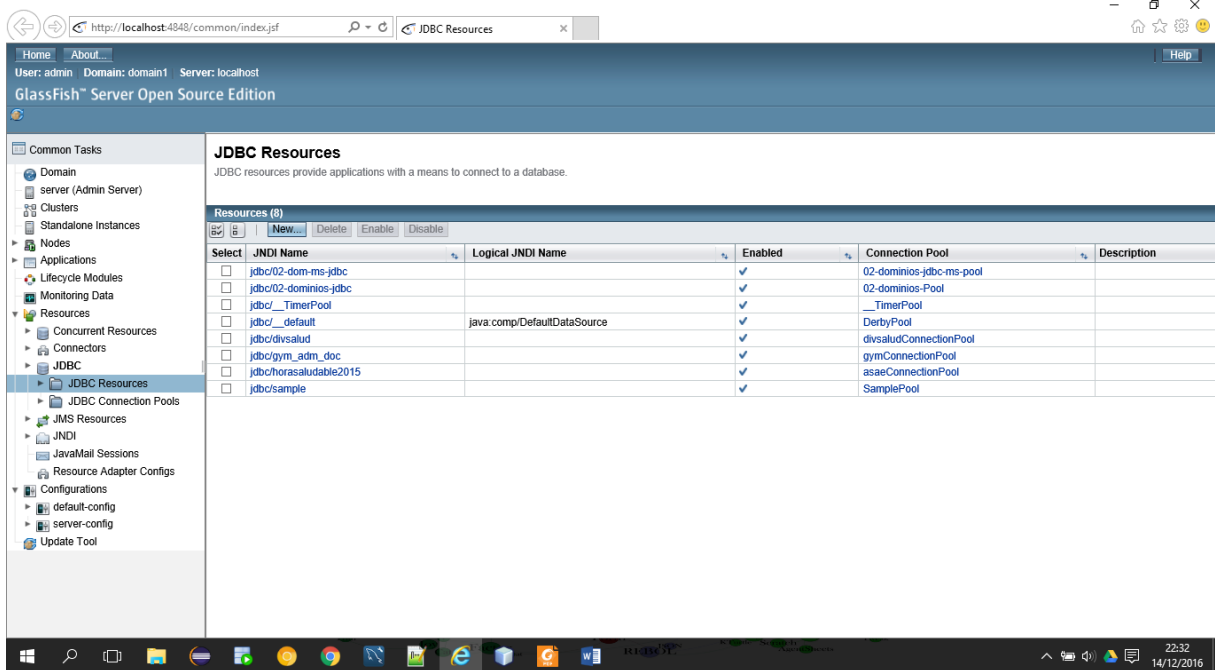 http://localhost:4848/common/index.jsf
JDBC Resources
Home About...
Help
User: admin Domain: domain1 Server: localhost
GlassFish™ Server Open Source Edition
Common Tasks
Domain
server (Admin Server)
Clusters
Standalone Instances
Nodes
Applications
Lifecycle Modules
Monitoring Data
Resources
Concurrent Resources
Connectors
JDBC
JDBC Resources
JDBC Connection Pools
JMS Resources
JNDI
JavaMail Sessions
Resource Adapter Configs
Configurations
default-config
server-config
Update Tool
JDBC Resources
JDBC resources provide applications with a means to connect to a database.
Resources (8)
New... Delete Enable Disable
Select JNDI Name Logical JNDI Name Enabled Connection Pool Description
jdbc/02-dom-ms-jdbc 02-dominios-jdbc-ms-pool
jdbc/02-dominios-jdbc 02-dominios-Pool
jdbc/__TimerPool __TimerPool
jdbc/__default java:comp/DefaultDataSource DerbyPool
jdbc/divsalud divsaludConnectionPool
jdbc/gym_adm_doc gymConnectionPool
jdbc/horasaludable2015 asaeConnectionPool
jdbc/sample SamplePool
22:32
14/12/2016